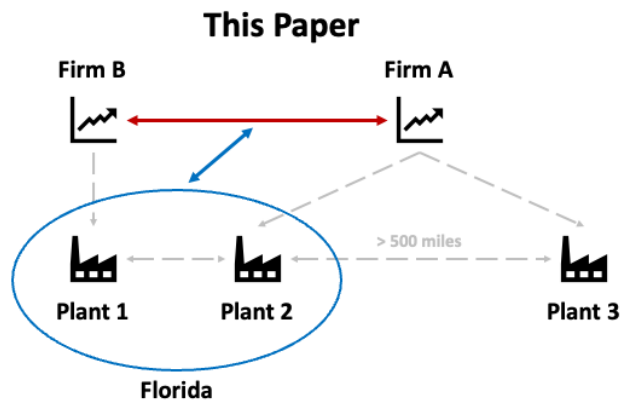 This Paper
Firm B
Firm A
> 500 miles
Plant 1
Plant 2
Plant 3
Florida